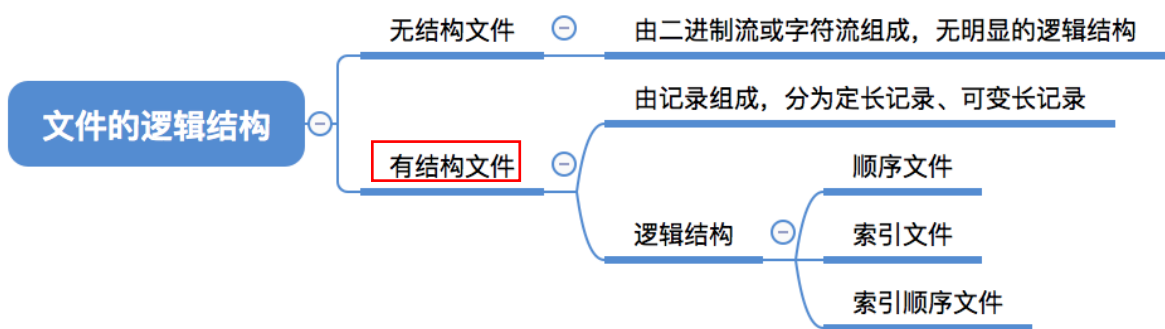 文件的逻辑结构
无结构文件
由二进制流或字符流组成，无明显的逻辑结构
有结构文件
由记录组成，分为定长记录、可变长记录
逻辑结构
顺序文件
索引文件
索引顺序文件